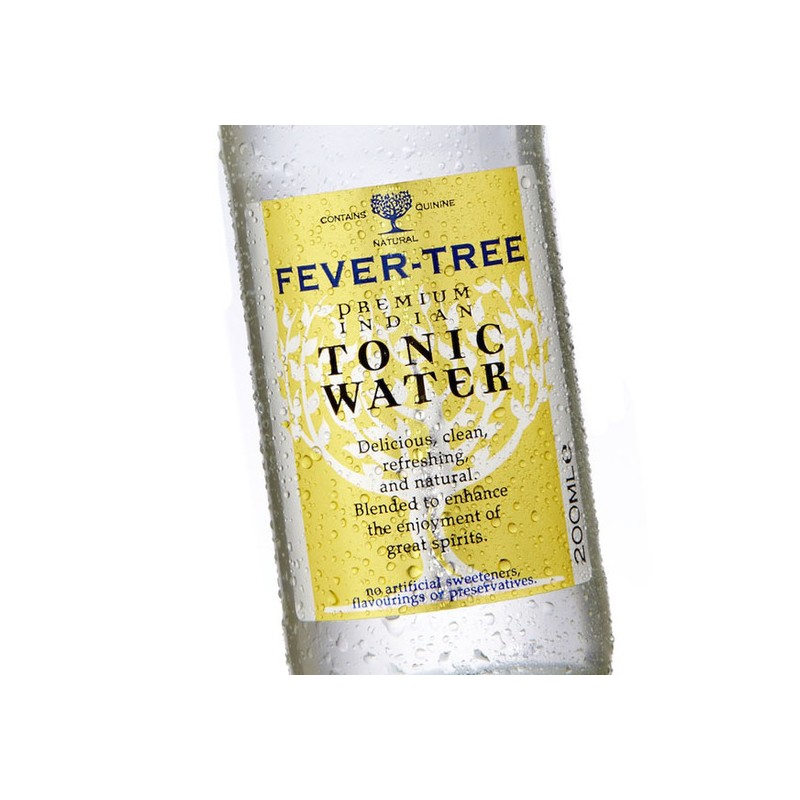 CONTAINS QUININE
NATURAL
FEVER-TREE
PREMIUM
INDIAN
TONIC
WATER
Delicious, clean,
refreshing,
and natural.
Blended to enhance
the enjoyment of
great spirits.
no artificial sweeteners,
flavourings or preservatives.
200ML℮